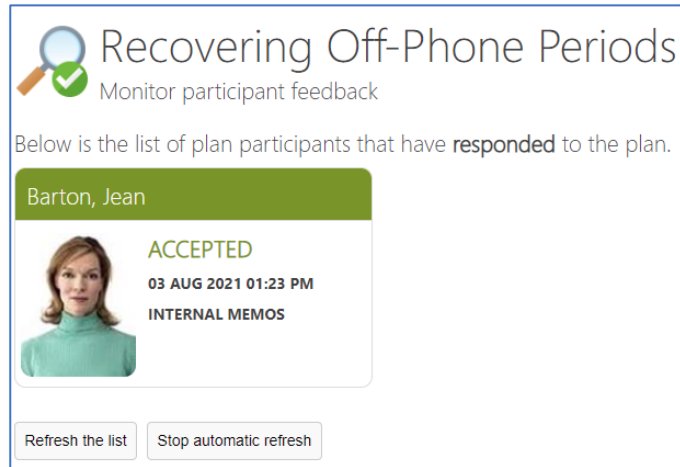 Recovering Off-Phone Periods
Monitor participant feedback
Below is the list of plan participants that have responded to the plan.
Barton, Jean
ACCEPTED
03 AUG 2021 01:23 PM
INTERNAL MEMOS
Refresh the list Stop automatic refresh